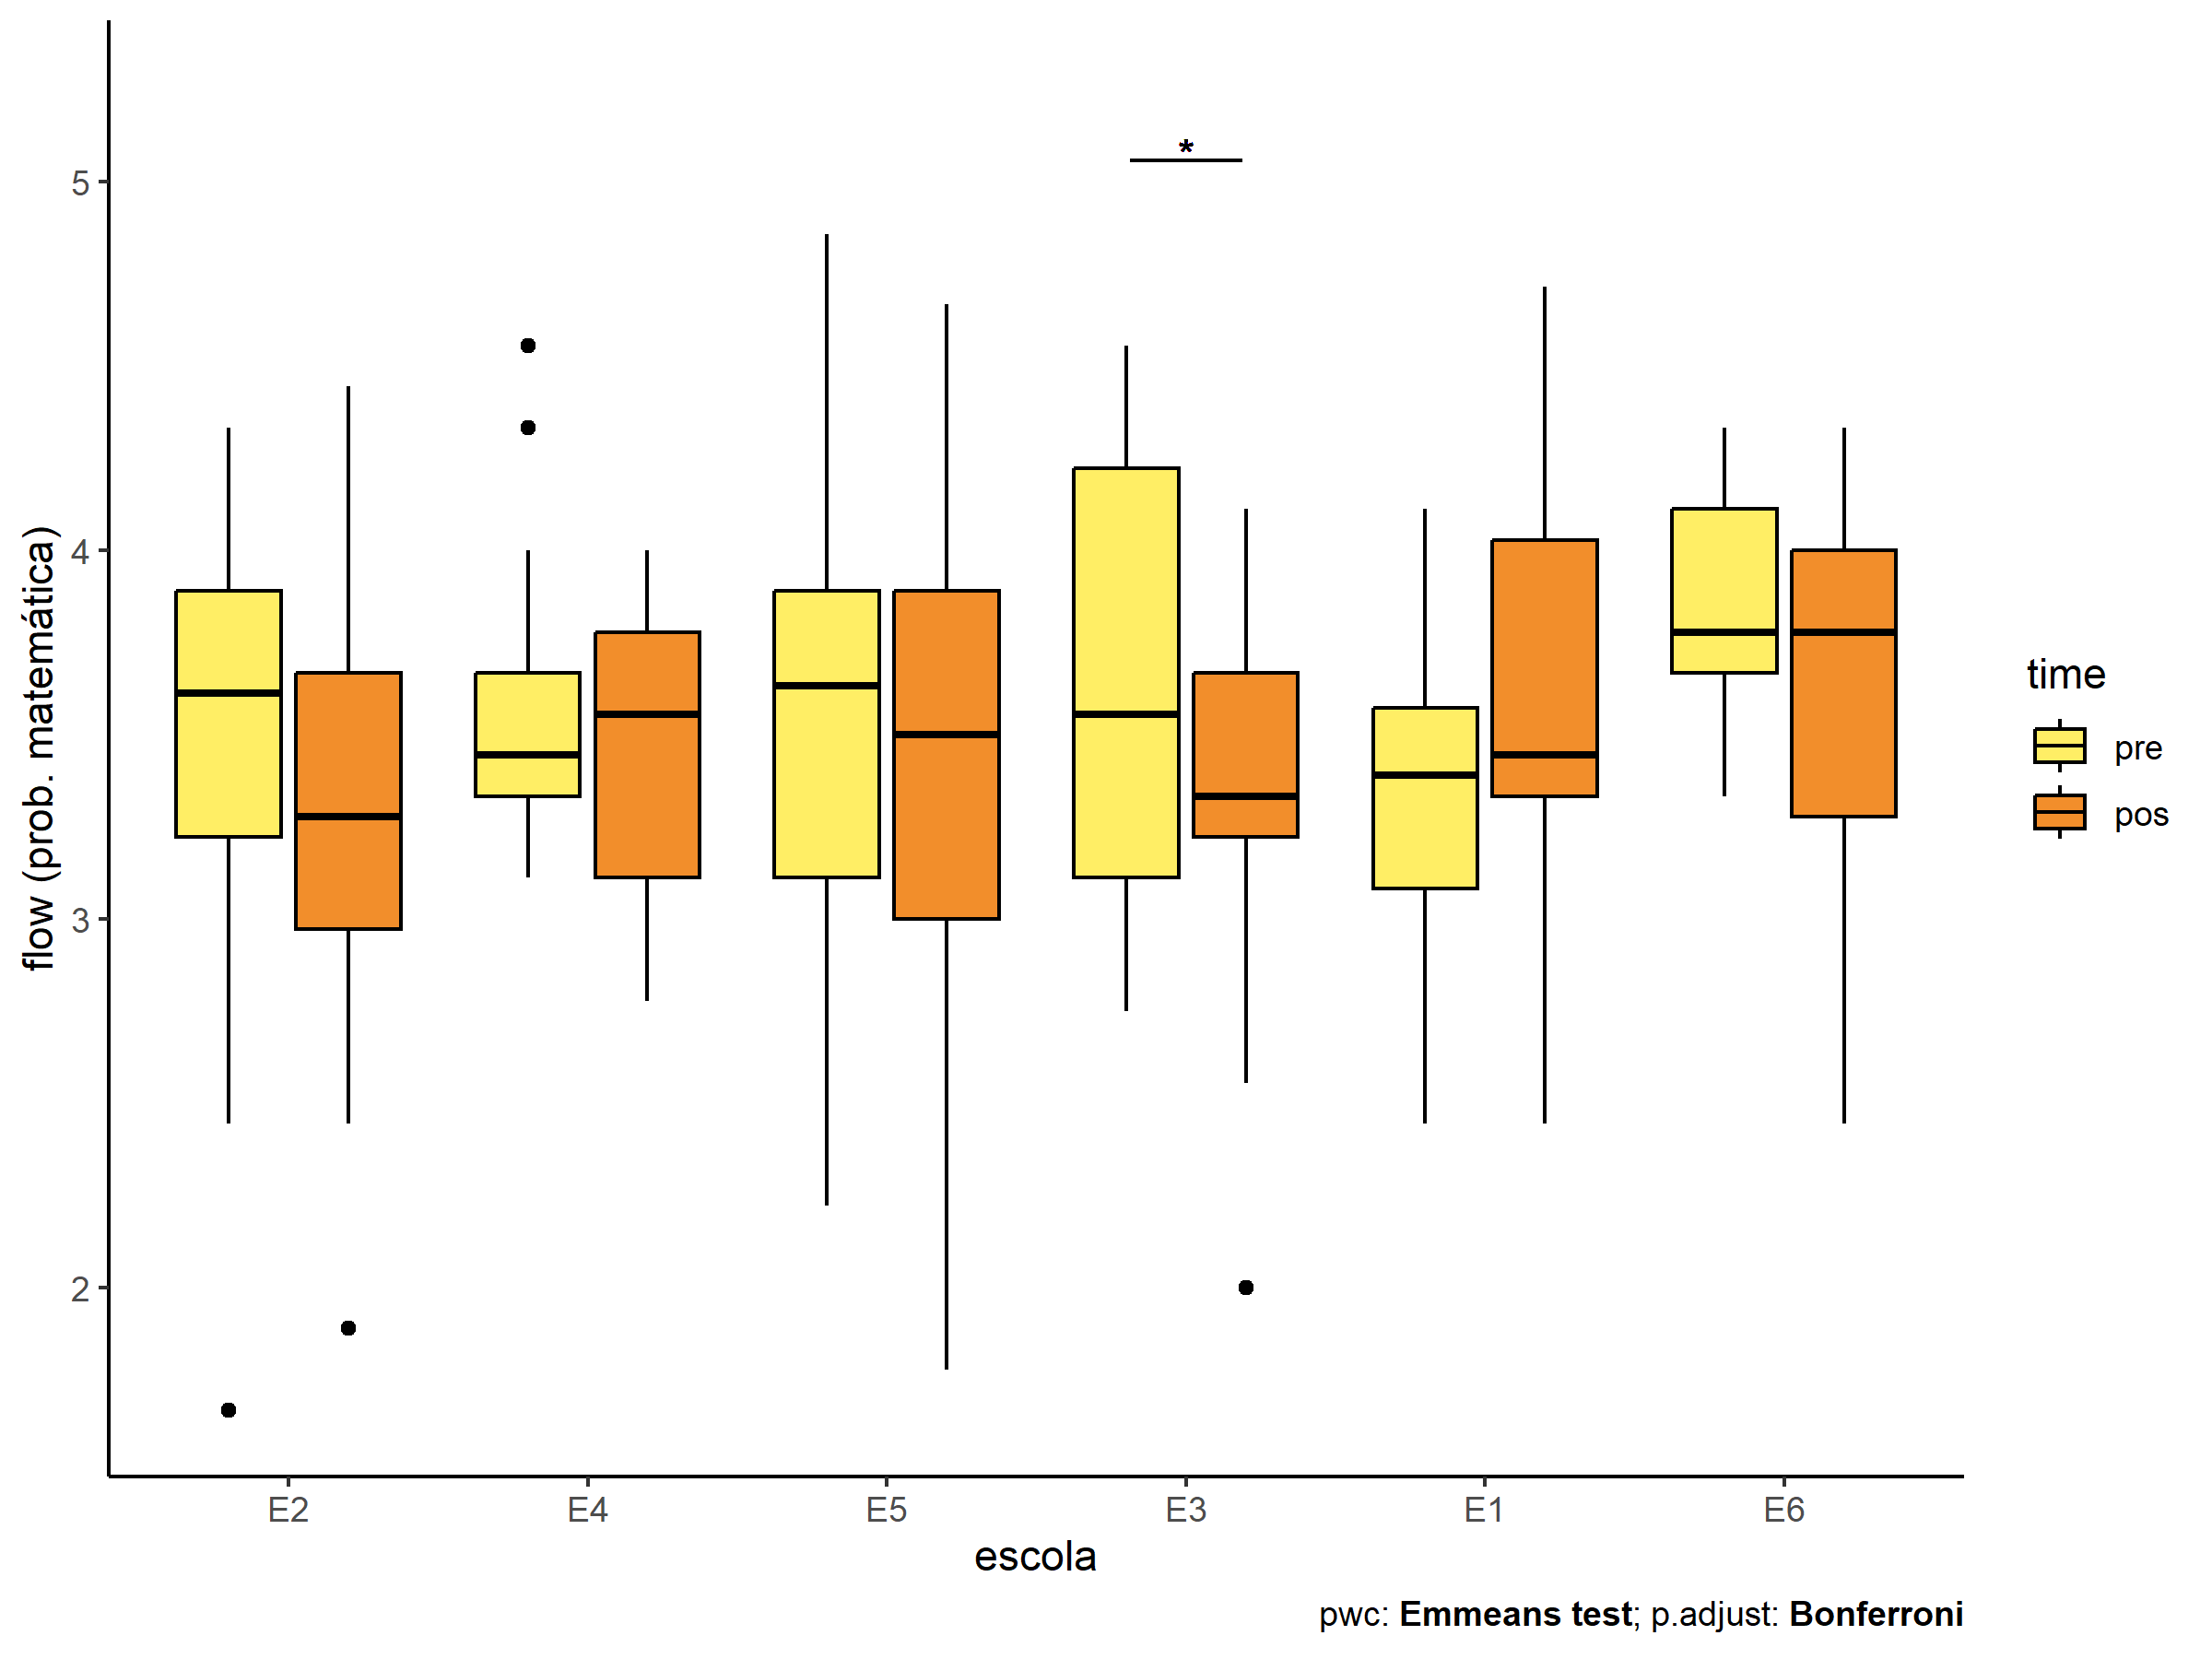 flow (prob. matemática)
5
4
3
2
*
E2 E4 E5 E3 E1 E6
escola
time
pre
pos
pwc: Emmeans test; p.adjust: Bonferroni